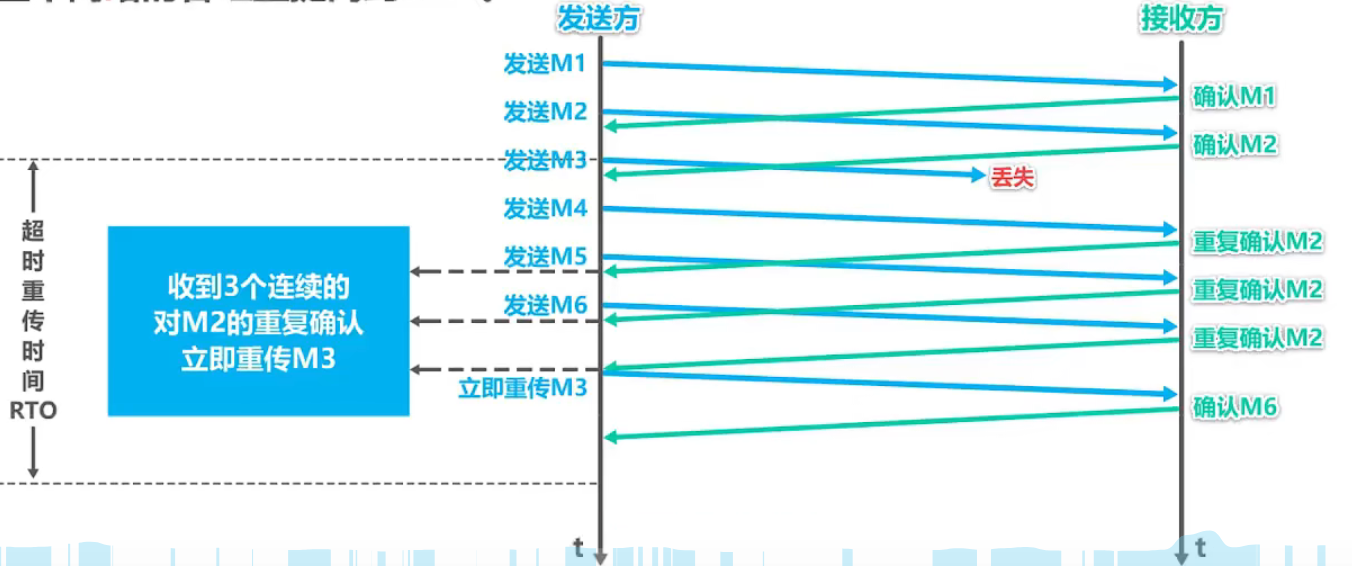 发送方
接收方
发送M1
确认M1
发送M2
确认M2
发送M3
丢失
发送M4
重复确认M2
发送M5
重复确认M2
发送M6
重复确认M2
立即重传M3
确认M6
超时重传时间
RTO
收到3个连续的
对M2的重复确认
立即重传M3
t
t